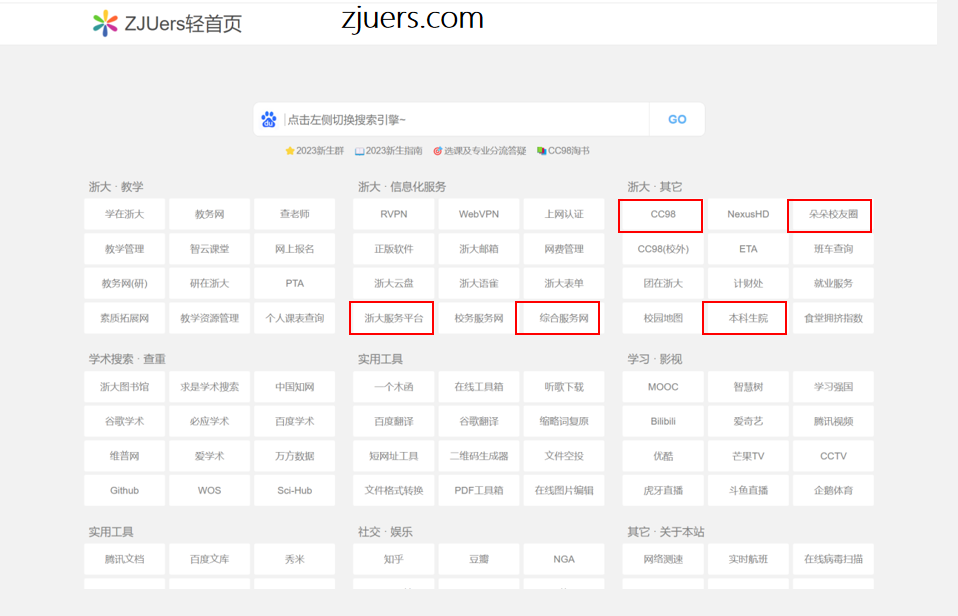 ZJUers轻首页
zjuers.com
点击左侧切换搜索引擎~
GO
2023新生群 2023新生指南 选课及专业分流答疑 CC98淘书
浙大 · 教学 浙大 · 信息化服务 浙大 · 其它
学在浙大 教务网 查老师 RVPN WebVPN 上网认证 CC98 NexusHD 朵朵校友圈
教学管理 智云课堂 网上报名 正版软件 浙大邮箱 网费管理 CC98(校外) ETA 班车查询
教务网(研) 研在浙大 PTA 浙大云盘 浙大语雀 浙大表单 团在浙大 计财处 就业服务
素质拓展网 教学资源管理 个人课表查询 浙大服务平台 校务服务网 综合服务网 校园地图 本科生院 食堂拥挤指数
学术搜索 · 查重 实用工具 学习 · 影视
浙大图书馆 求是学术搜索 中国知网 一个木函 在线工具箱 听歌下载 MOOC 智慧树 学习强国
谷歌学术 必应学术 百度学术 百度翻译 谷歌翻译 缩略词复原 Bilibili 爱奇艺 腾讯视频
维普网 爱学术 万方数据 短网址工具 二维码生成器 文件空投 优酷 芒果TV CCTV
Github WOS Sci-Hub 文件格式转换 PDF工具箱 在线图片编辑 虎牙直播 斗鱼直播 企鹅体育
实用工具 社交 · 娱乐 其它 · 关于本站
腾讯文档 百度文库 秀米 知乎 豆瓣 NGA 网络测速 实时航班 在线病毒扫描